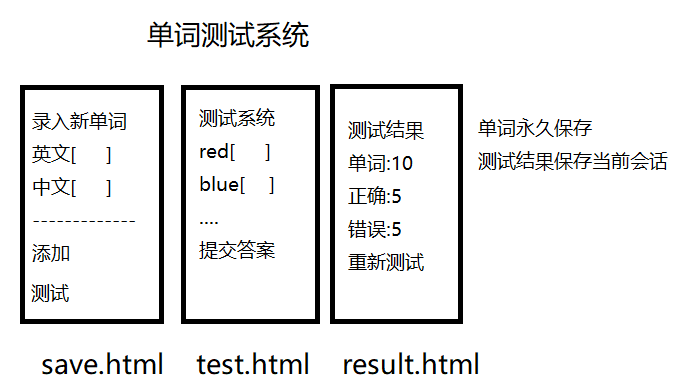 单词测试系统
录入新单词
英文[ ]
中文[ ]
-------------
添加
测试
测试系统
red[ ]
blue[ ]
....
提交答案
测试结果
单词:10
正确:5
错误:5
重新测试
单词永久保存
测试结果保存当前会话
save.html
test.html
result.html